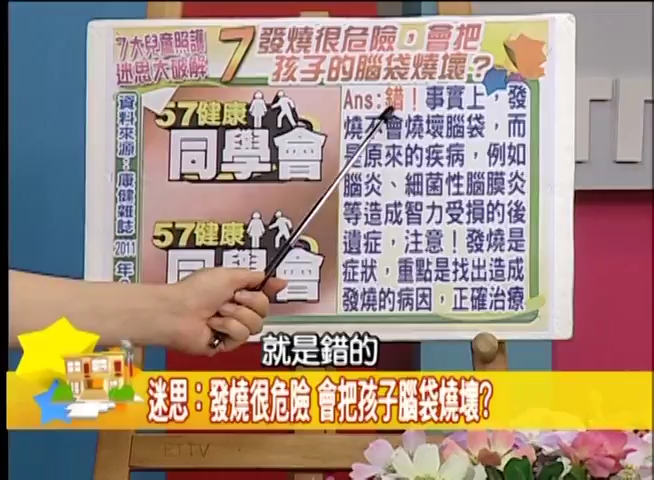 7大兒童照護
迷思大破解
7 發燒很危險，會把
孩子的腦袋燒壞？
資料來源：康健雜誌
2011年
57健康
同學會
57健康
同學會
Ans:錯！事實上，發
燒不會燒壞腦袋，而
是原來的疾病，例如
腦炎、細菌性腦膜炎
等造成智力受損的後
遺症，注意！發燒是
症狀，重點是找出造成
發燒的病因，正確治療
就是錯的
迷思：發燒很危險 會把孩子腦袋燒壞？
ETTV